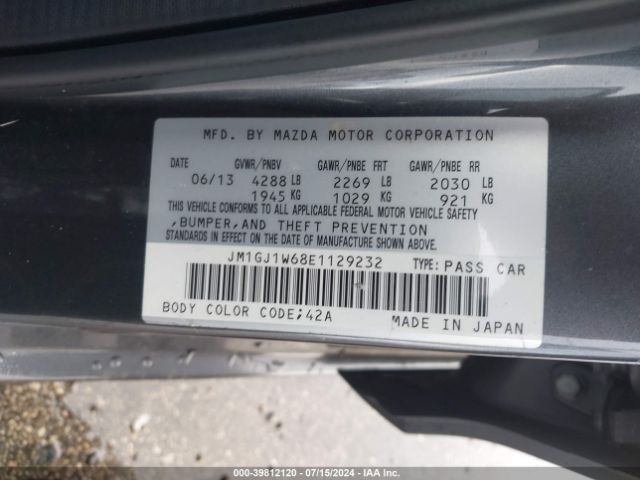 MFD. BY MAZDA MOTOR CORPORATION
DATE GVWR/PNBV GAWR/PNBE FRT GAWR/PNBE RR
06/13 4288 LB 2269 LB 2030 LB
1945 KG 1029 KG 921 KG
THIS VEHICLE CONFORMS TO ALL APPLICABLE FEDERAL MOTOR VEHICLE SAFETY
,BUMPER,AND THEFT PREVENTION
STANDARDS IN EFFECT ON THE DATE OF MANUFACTURE SHOWN ABOVE.
JM1GJ1W68E1129232 TYPE: PASS CAR
BODY COLOR CODE;42A MADE IN JAPAN
000-39812120 - 07/15/2024 - IAA Inc.